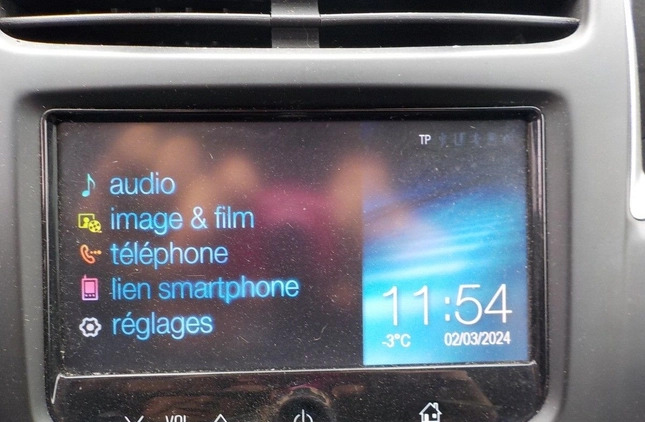 TP
audio
image & film
téléphone
lien smartphone
réglages
11:54
-3°C 02/03/2024
VOL